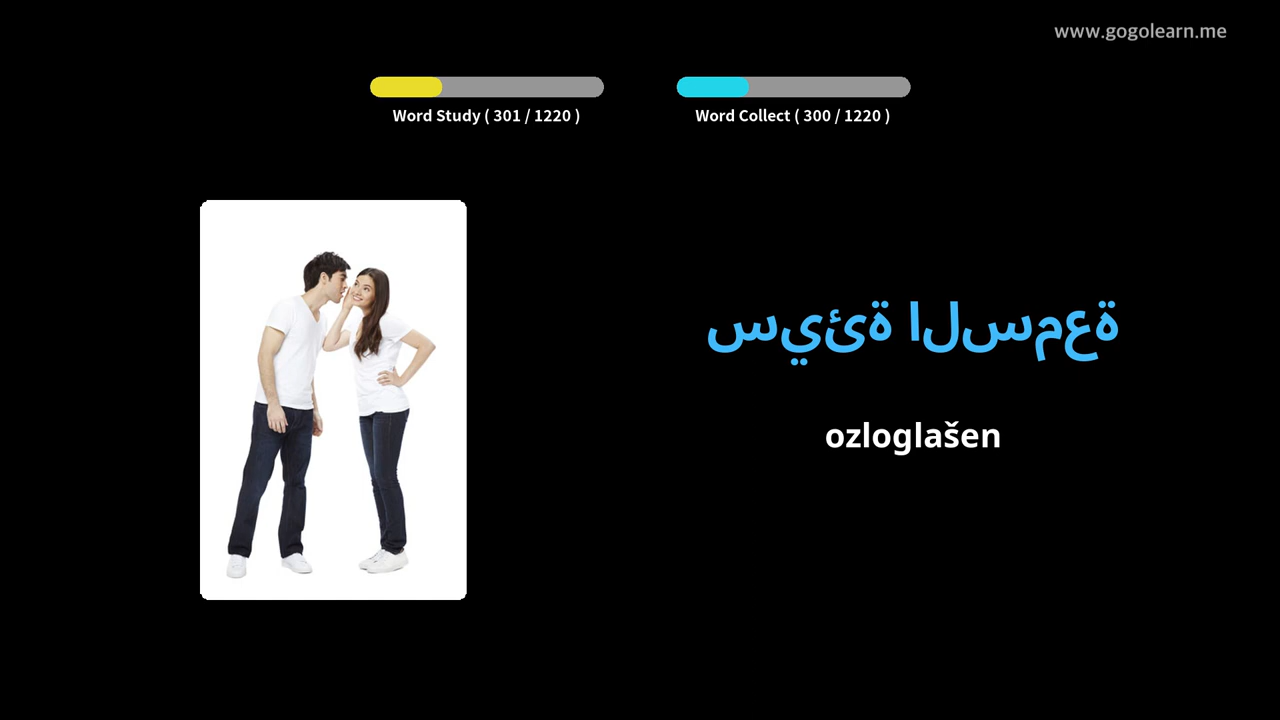 www.gogolearn.me
Word Study ( 301 / 1220 )
Word Collect ( 300 / 1220 )
سيئة السمعة
ozloglašen